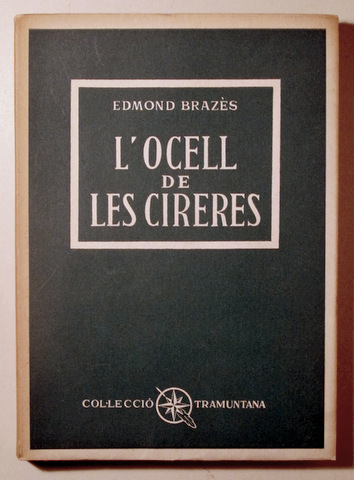 EDMOND BRAZÈS
L'OCELL
DE
LES CIRERES
COL·LECCIÓ TRAMUNTANA